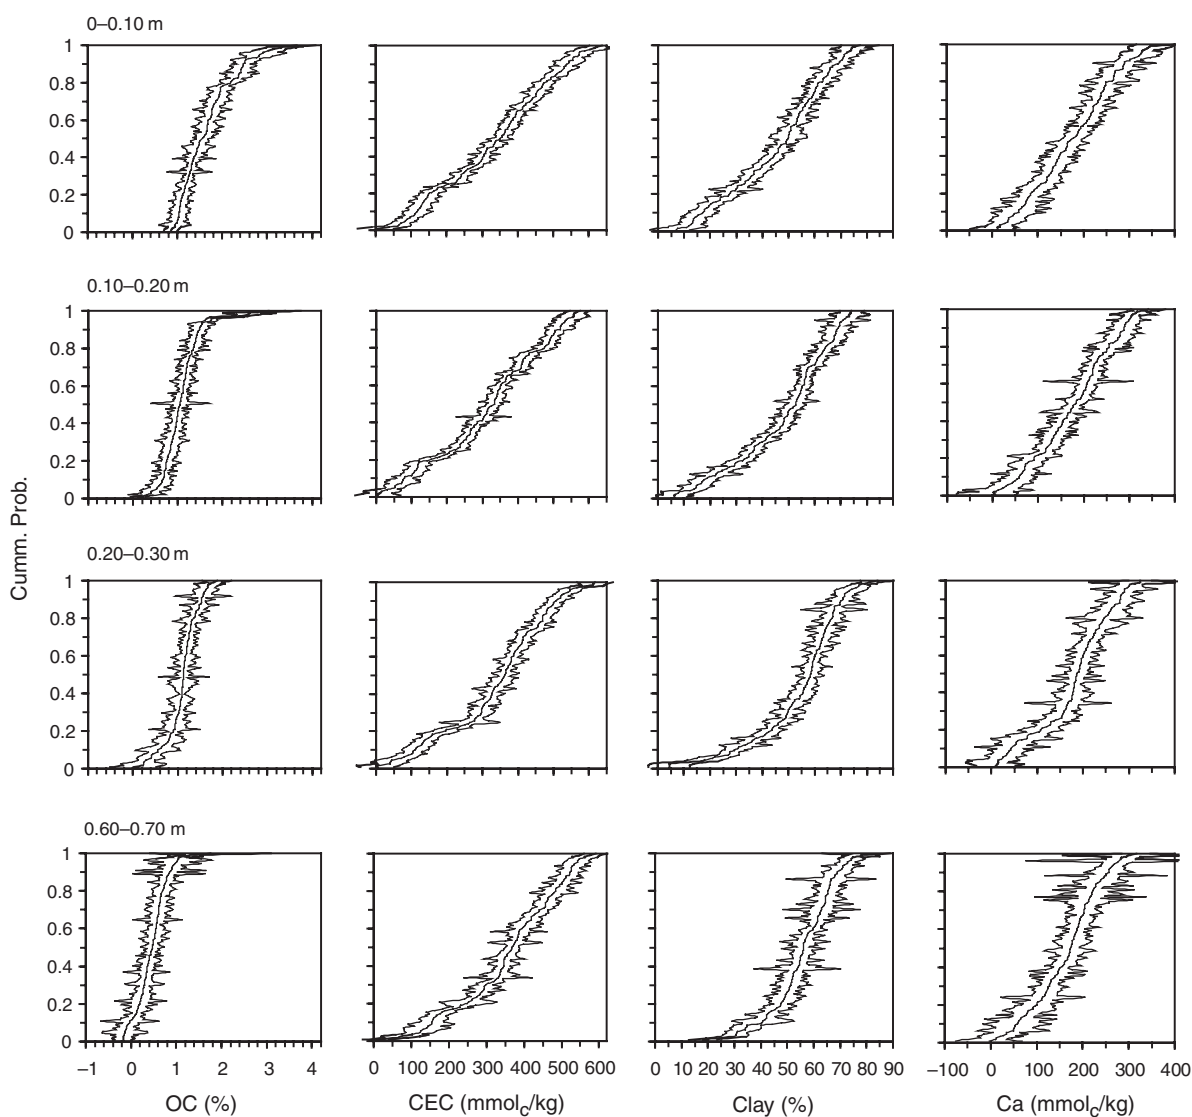 0–0.10 m
1
0.8
0.6
0.4
0.2
0
0.10–0.20 m
1
0.8
0.6
0.4
0.2
0
Cumm. Prob.
0.20–0.30 m
1
0.8
0.6
0.4
0.2
0
0.60–0.70 m
1
0.8
0.6
0.4
0.2
0
–1 0 1 2 3 4
0 100 200 300 400 500 600
0 10 20 30 40 50 60 70 80 90
–100 0 100 200 300 400
OC (%)
CEC (mmolc/kg)
Clay (%)
Ca (mmolc/kg)